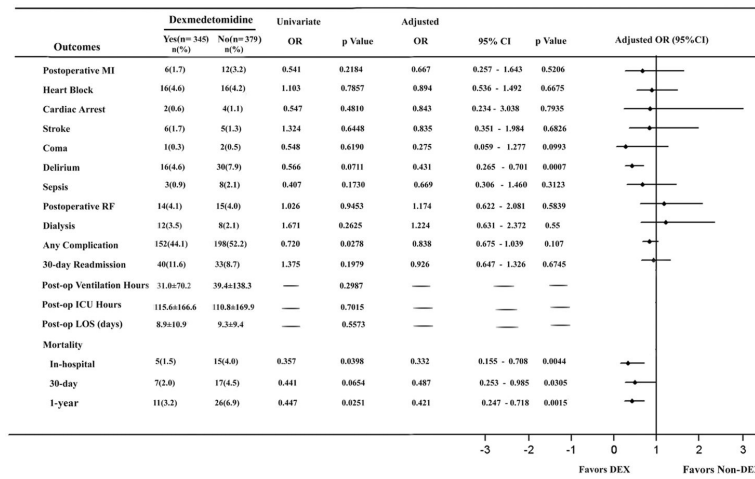 Dexmedetomidine Univariate Adjusted
Outcomes Yes(n= 345) n(%) No(n=379) n(%) OR p Value OR 95% CI p Value Adjusted OR (95%CI)
Postoperative MI 6(1.7) 12(3.2) 0.541 0.2184 0.667 0.257 - 1.643 0.5206
Heart Block 16(4.6) 16(4.2) 1.103 0.7857 0.894 0.536 - 1.492 0.6675
Cardiac Arrest 2(0.6) 4(1.1) 0.547 0.4810 0.843 0.234 - 3.038 0.7935
Stroke 6(1.7) 5(1.3) 1.324 0.6448 0.835 0.351 - 1.984 0.6826
Coma 1(0.3) 2(0.5) 0.548 0.6190 0.275 0.059 - 1.277 0.0993
Delirium 16(4.6) 30(7.9) 0.566 0.0711 0.431 0.265 - 0.701 0.0007
Sepsis 3(0.9) 8(2.1) 0.407 0.1730 0.669 0.306 - 1.460 0.3123
Postoperative RF 14(4.1) 15(4.0) 1.026 0.9453 1.174 0.622 - 2.081 0.5839
Dialysis 12(3.5) 8(2.1) 1.671 0.2625 1.224 0.631 - 2.372 0.55
Any Complication 152(44.1) 198(52.2) 0.720 0.0278 0.838 0.675 -1.039 0.107
30-day Readmission 40(11.6) 33(8.7) 1.375 0.1979 0.926 0.647 - 1.326 0.6745
Post-op Ventilation Hours 31.0±70.2 39.4±138.3 — 0.2987 — — —
Post-op ICU Hours 115.6±166.6 110.8±169.9 — 0.7015 — — —
Post-op LOS (days) 8.9±10.9 9.3±9.4 — 0.5573 — — —
Mortality
In-hospital 5(1.5) 15(4.0) 0.357 0.0398 0.332 0.155 - 0.708 0.0044
30-day 7(2.0) 17(4.5) 0.441 0.0654 0.487 0.253 - 0.985 0.0305
1-year 11(3.2) 26(6.9) 0.447 0.0251 0.421 0.247 - 0.718 0.0015
-3 -2 -1 -1 0 1 2 3
Favors DEX Favors Non-DEX